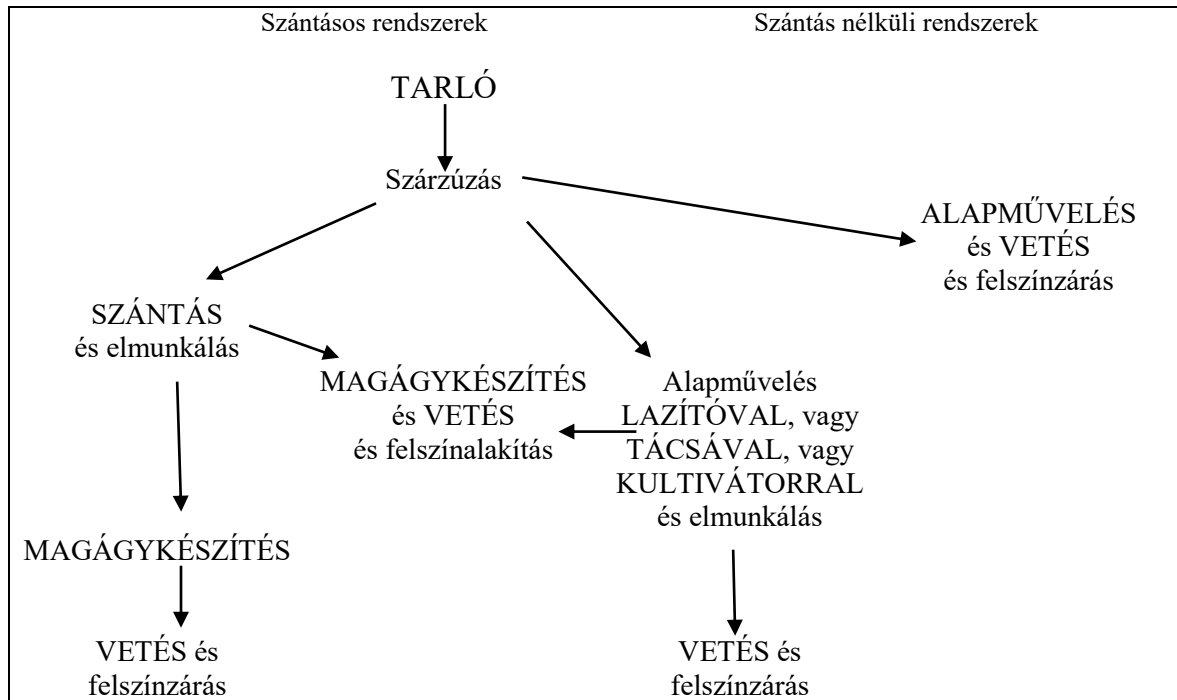 Szántásos rendszerek
Szántás nélküli rendszerek
TARLÓ
Szárzúzás
ALAPMŰVELÉS
és VETÉS
és felszínzárás
SZÁNTÁS
és elmunkálás
MAGÁGYKÉSZÍTÉS
és VETÉS
és felszínalakítás
Alapművelés
LAZÍTÓVAL, vagy
TÁCSÁVAL, vagy
KULTIVÁTORRAL
és elmunkálás
MAGÁGYKÉSZÍTÉS
VETÉS és
felszínzárás
VETÉS és
felszínzárás